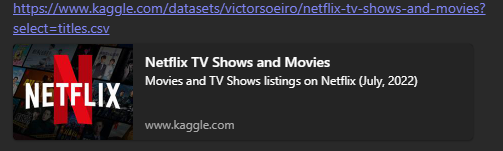 https://www.kaggle.com/datasets/victorsoeiro/netflix-tv-shows-and-movies?
select=titles.csv
Netflix TV Shows and Movies
Movies and TV Shows listings on Netflix (July, 2022)
NETFLIX
www.kaggle.com